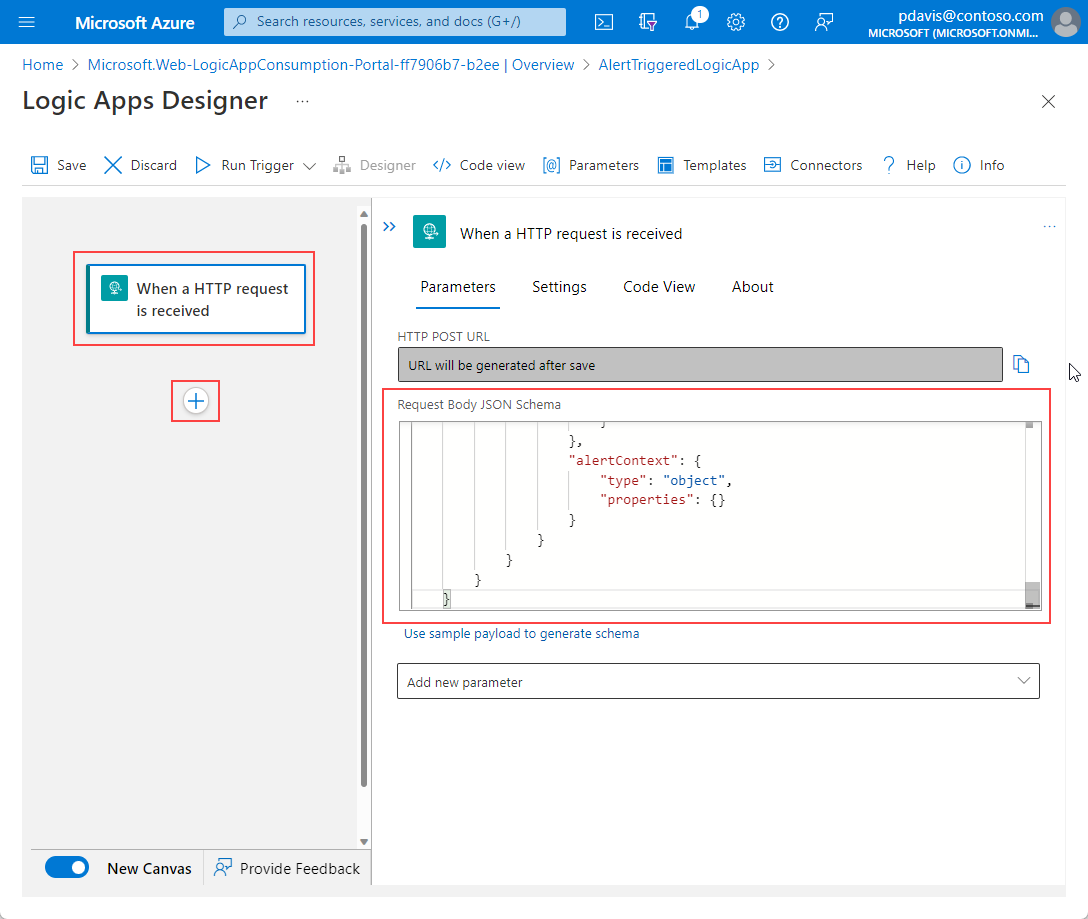 Microsoft Azure
Search resources, services, and docs (G+/)
1
pdavis@contoso.com
MICROSOFT (MICROSOFT.ONMI...
Home > Microsoft.Web-LogicAppConsumption-Portal-ff7906b7-b2ee | Overview > AlertTriggeredLogicApp >
Logic Apps Designer ...
Save Discard Run Trigger Designer Code view Parameters Templates Connectors Help Info
When a HTTP request
is received
When a HTTP request is received
Parameters Settings Code View About
HTTP POST URL
URL will be generated after save
Request Body JSON Schema
}
},
"alertContext": {
"type": "object",
"properties": {}
}
}
}
}
}
Use sample payload to generate schema
Add new parameter
New Canvas
Provide Feedback